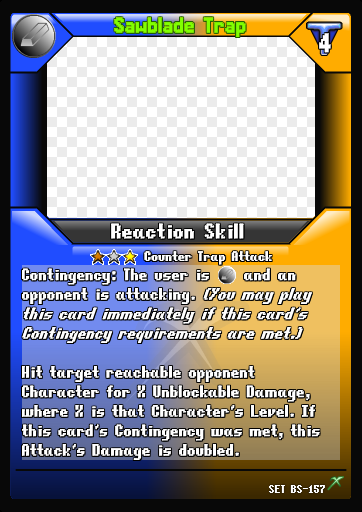 Sawblade Trap
4
Reaction Skill
Counter Trap Attack
Contingency: The user is and an
opponent is attacking. (You may play
this card immediately if this card's
Contingency requirements are met.)
Hit target reachable opponent
Character for X Unblockable Damage,
where X is that Character's Level. If
this card's Contingency was met, this
Attack's Damage is doubled.
SET BS-157